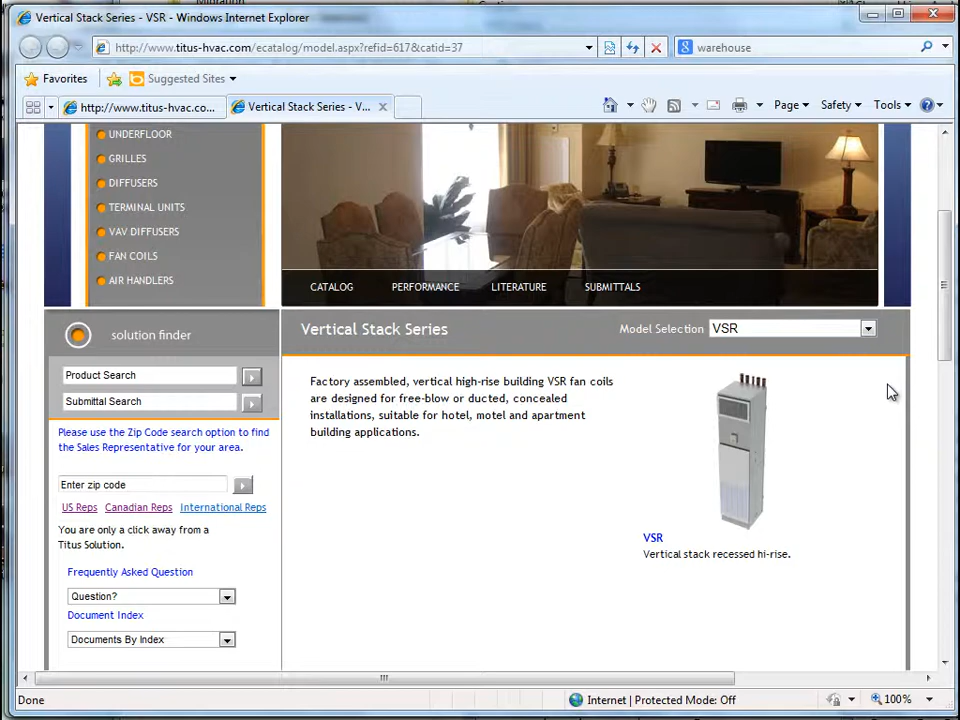 Vertical Stack Series - VSR - Windows Internet Explorer
http://www.titus-hvac.com/ecatalog/model.aspx?refid=617&catid=37
warehouse
Favorites
Suggested Sites
http://www.titus-hvac.co...
Vertical Stack Series - V...
Page
Safety
Tools
UNDERFLOOR
GRILLES
DIFFUSERS
TERMINAL UNITS
VAV DIFFUSERS
FAN COILS
AIR HANDLERS
CATALOG
PERFORMANCE
LITERATURE
SUBMITTALS
solution finder
Vertical Stack Series
Model Selection
VSR
Product Search
Submittal Search
Please use the Zip Code search option to find
the Sales Representative for your area.
Enter zip code
US Reps
Canadian Reps
International Reps
You are only a click away from a
Titus Solution.
Frequently Asked Question
Question?
Document Index
Documents By Index
Factory assembled, vertical high-rise building VSR fan coils
are designed for free-blow or ducted, concealed
installations, suitable for hotel, motel and apartment
building applications.
VSR
Vertical stack recessed hi-rise.
Done
Internet | Protected Mode: Off
100%